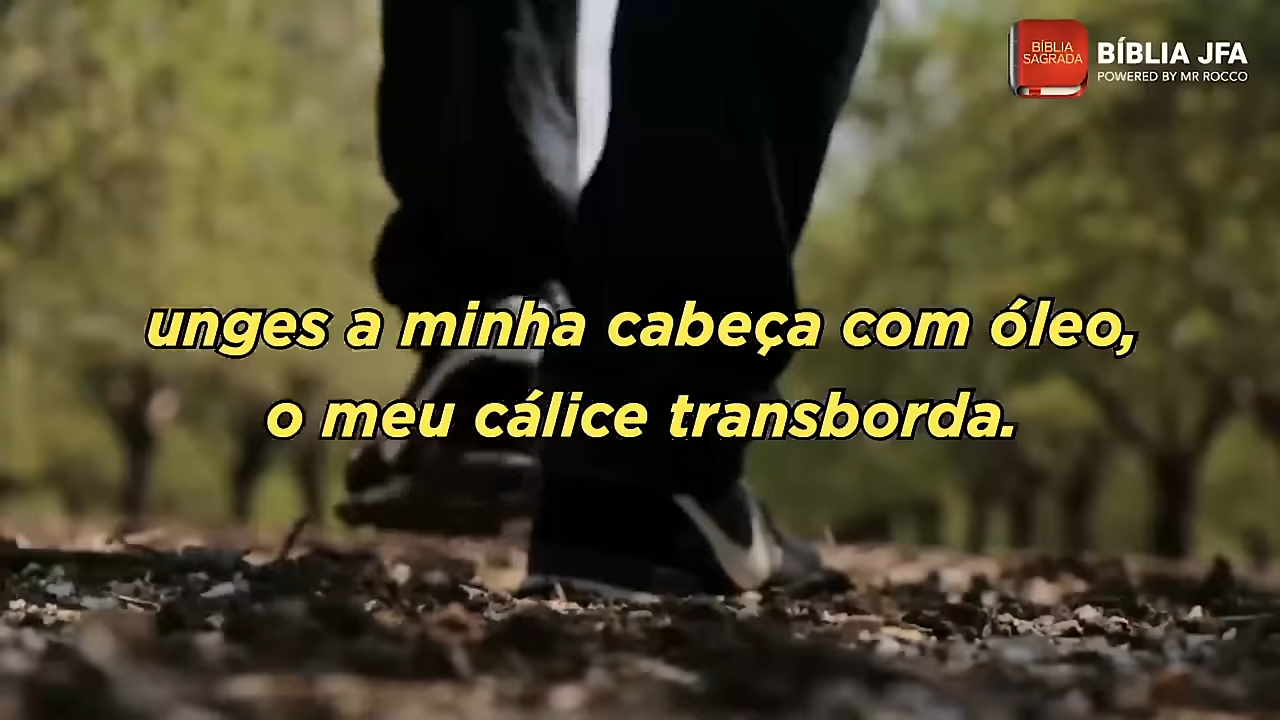 BÍBLIA
SAGRADA
BÍBLIA JFA
POWERED BY MR ROCCO
unges a minha cabeça com óleo,
o meu cálice transborda.